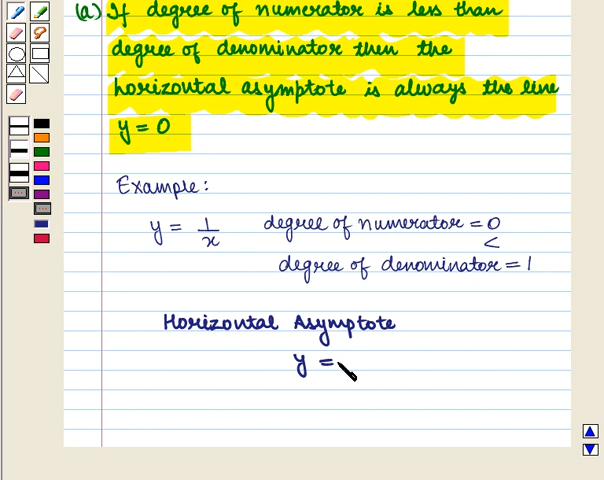 (a) If degree of numerator is less than
degree of denominator then the
horizontal asymptote is always the line
y = 0
Example:
y = 1/x degree of numerator = 0
<
degree of denominator = 1
Horizontal Asymptote
y =